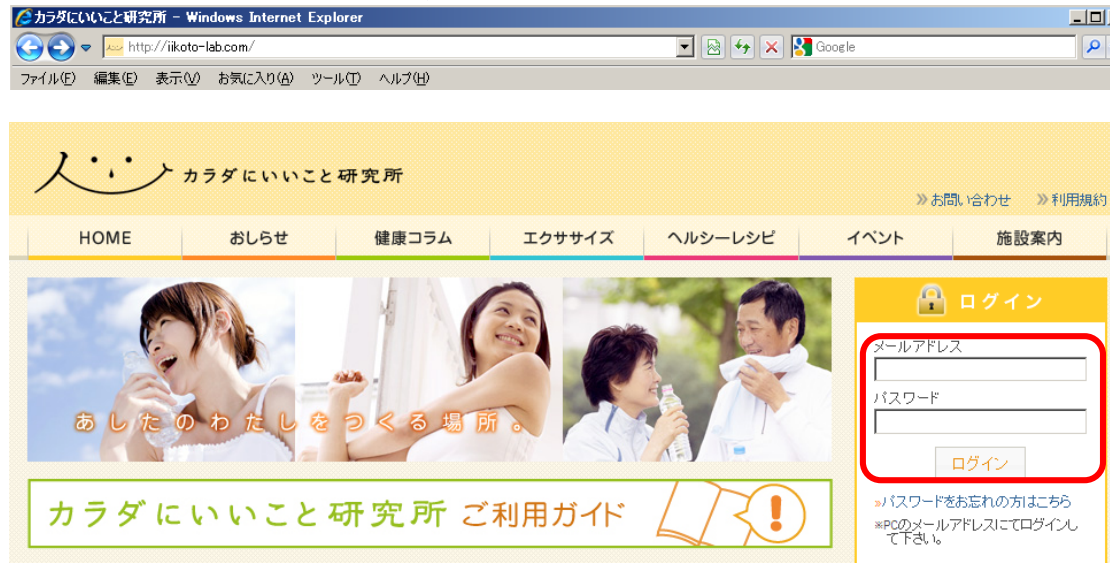 カラダにいいこと研究所 - Windows Internet Explorer
http://iikoto-lab.com/
Google
ファイル(F) 編集(E) 表示(V) お気に入り(A) ツール(T) ヘルプ(H)
カラダにいいこと研究所
»お問い合わせ »利用規約
HOME おしらせ 健康コラム エクササイズ ヘルシーレシピ イベント 施設案内
あしたのわたしをつくる場所。
カラダにいいこと研究所 ご利用ガイド
ログイン
メールアドレス
パスワード
ログイン
»パスワードをお忘れの方はこちら
※PCのメールアドレスにてログインし
て下さい。